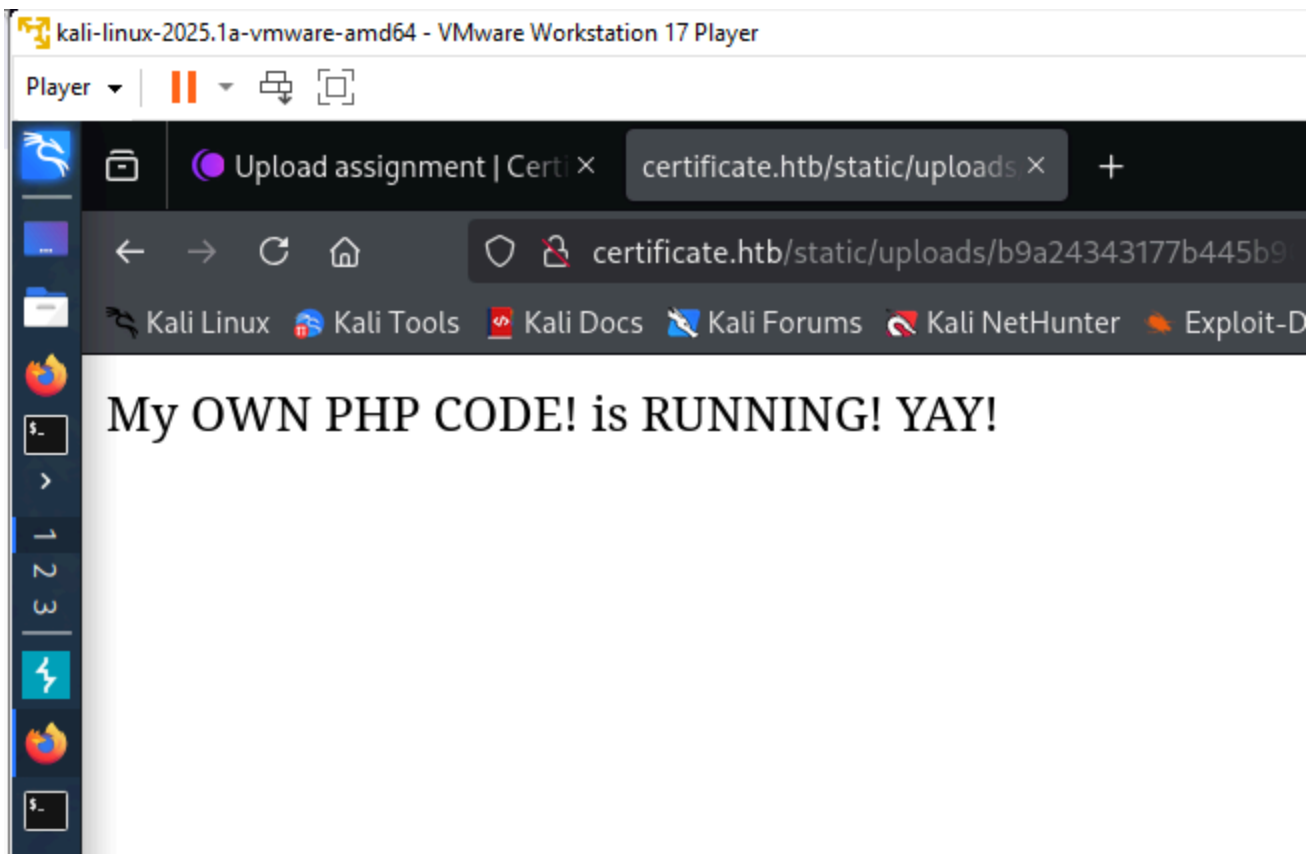 kali-linux-2025.1a-vmware-amd64 - VMware Workstation 17 Player
Player
Upload assignment | Certi
certificate.htb/static/uploads
certificate.htb/static/uploads/b9a24343177b445b9
Kali Linux Kali Tools Kali Docs Kali Forums Kali NetHunter Exploit-D
My OWN PHP CODE! is RUNNING! YAY!
1
2
3